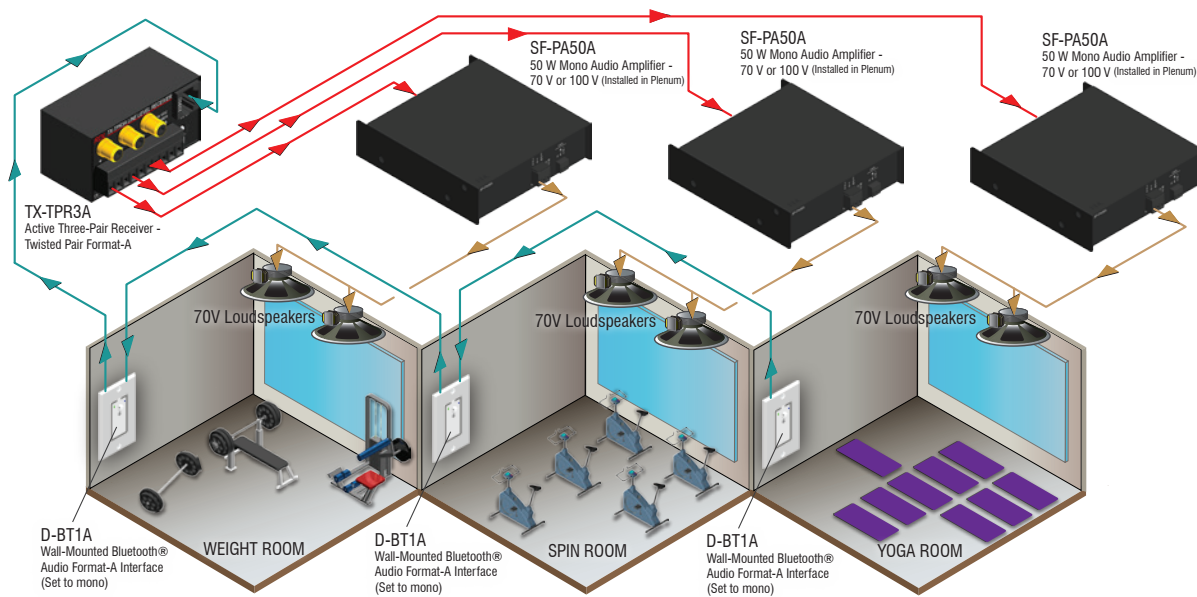 SF-PA50A
50 W Mono Audio Amplifier -
70 V or 100 V (Installed in Plenum)
SF-PA50A
50 W Mono Audio Amplifier -
70 V or 100 V (Installed in Plenum)
SF-PA50A
50 W Mono Audio Amplifier -
70 V or 100 V (Installed in Plenum)
TX-TPR3A
Active Three-Pair Receiver -
Twisted Pair Format-A
70V Loudspeakers
70V Loudspeakers
70V Loudspeakers
D-BT1A
Wall-Mounted Bluetooth®
Audio Format-A Interface
(Set to mono)
WEIGHT ROOM
D-BT1A
Wall-Mounted Bluetooth®
Audio Format-A Interface
(Set to mono)
SPIN ROOM
D-BT1A
Wall-Mounted Bluetooth®
Audio Format-A Interface
(Set to mono)
YOGA ROOM